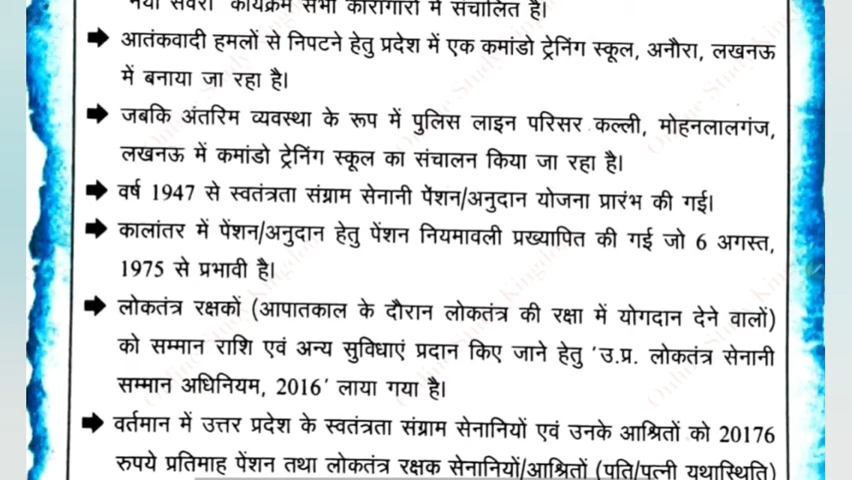 नया सवेरा' कार्यक्रम सभी कारागारों में संचालित है।
आतंकवादी हमलों से निपटने हेतु प्रदेश में एक कमांडो ट्रेनिंग स्कूल, अनौरा, लखनऊ
में बनाया जा रहा है।
जबकि अंतरिम व्यवस्था के रूप में पुलिस लाइन परिसर कल्ली, मोहनलालगंज,
लखनऊ में कमांडो ट्रेनिंग स्कूल का संचालन किया जा रहा है।
वर्ष 1947 से स्वतंत्रता संग्राम सेनानी पेंशन/अनुदान योजना प्रारंभ की गई।
कालांतर में पेंशन/अनुदान हेतु पेंशन नियमावली प्रख्यापित की गई जो 6 अगस्त,
1975 से प्रभावी है।
लोकतंत्र रक्षकों (आपातकाल के दौरान लोकतंत्र की रक्षा में योगदान देने वालों)
को सम्मान राशि एवं अन्य सुविधाएं प्रदान किए जाने हेतु 'उ.प्र. लोकतंत्र सेनानी
सम्मान अधिनियम, 2016' लाया गया है।
वर्तमान में उत्तर प्रदेश के स्वतंत्रता संग्राम सेनानियों एवं उनके आश्रितों को 20176
रुपये प्रतिमाह पेंशन तथा लोकतंत्र रक्षक सेनानियों/आश्रितों (पति/पत्नी यथास्थिति)